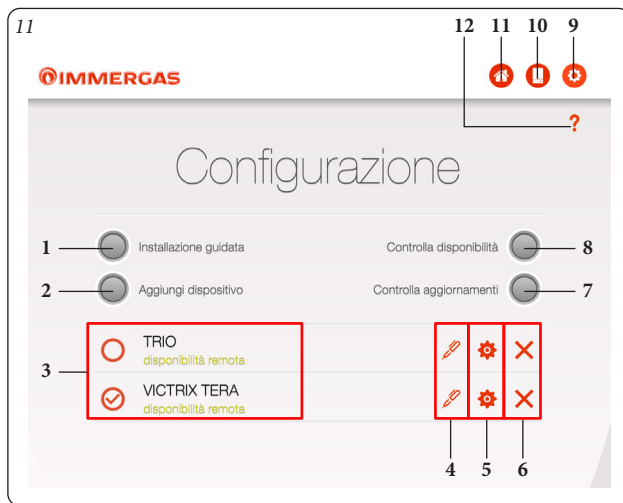 11
12 11 10 9
IMMERGAS
?
Configurazione
1 Installazione guidata Controlla disponibilità 8
2 Aggiungi dispositivo Controlla aggiornamenti 7
TRIO
disponibilità remota
3
VICTRIX TERA
disponibilità remota
4 5 6